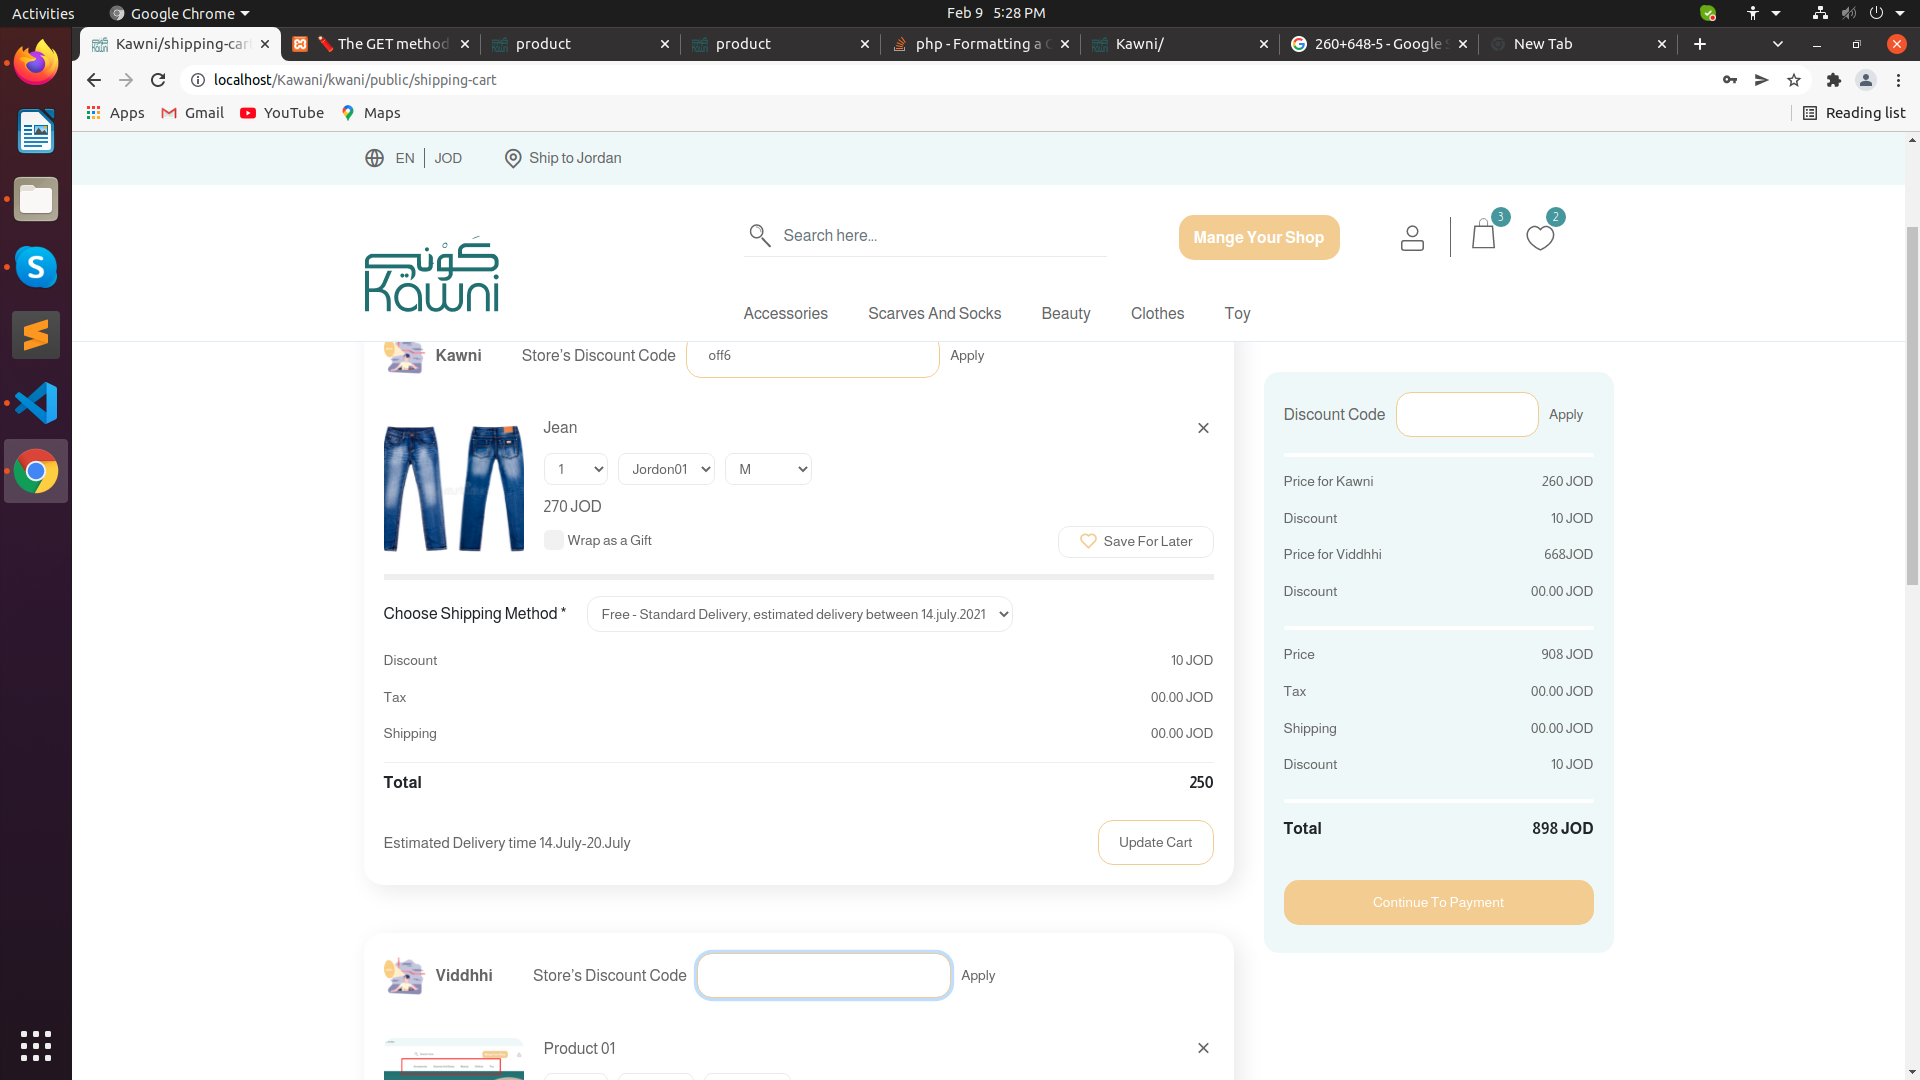 Activities
Google Chrome
Feb 9 5:28 PM
Kawni/shipping-car
The GET method
product
product
php - Formatting a
Kawni/
260+648-5 - Google
New Tab
localhost/Kawani/kwani/public/shipping-cart
Apps
Gmail
YouTube
Maps
Reading list
EN
JOD
Ship to Jordan
كَوْني
Kawni
Search here...
Mange Your Shop
3
2
Accessories
Scarves And Socks
Beauty
Clothes
Toy
Kawni
Store's Discount Code
off6
Apply
Jean
1
Jordon01
M
270 JOD
Wrap as a Gift
Save For Later
Choose Shipping Method *
Free - Standard Delivery, estimated delivery between 14.july.2021
Discount
10 JOD
Tax
00.00 JOD
Shipping
00.00 JOD
Total
250
Estimated Delivery time 14.July-20.July
Update Cart
Discount Code
Apply
Price for Kawni
260 JOD
Discount
10 JOD
Price for Viddhhi
668JOD
Discount
00.00 JOD
Price
908 JOD
Tax
00.00 JOD
Shipping
00.00 JOD
Discount
10 JOD
Total
898 JOD
Continue To Payment
Viddhhi
Store's Discount Code
Apply
Product 01